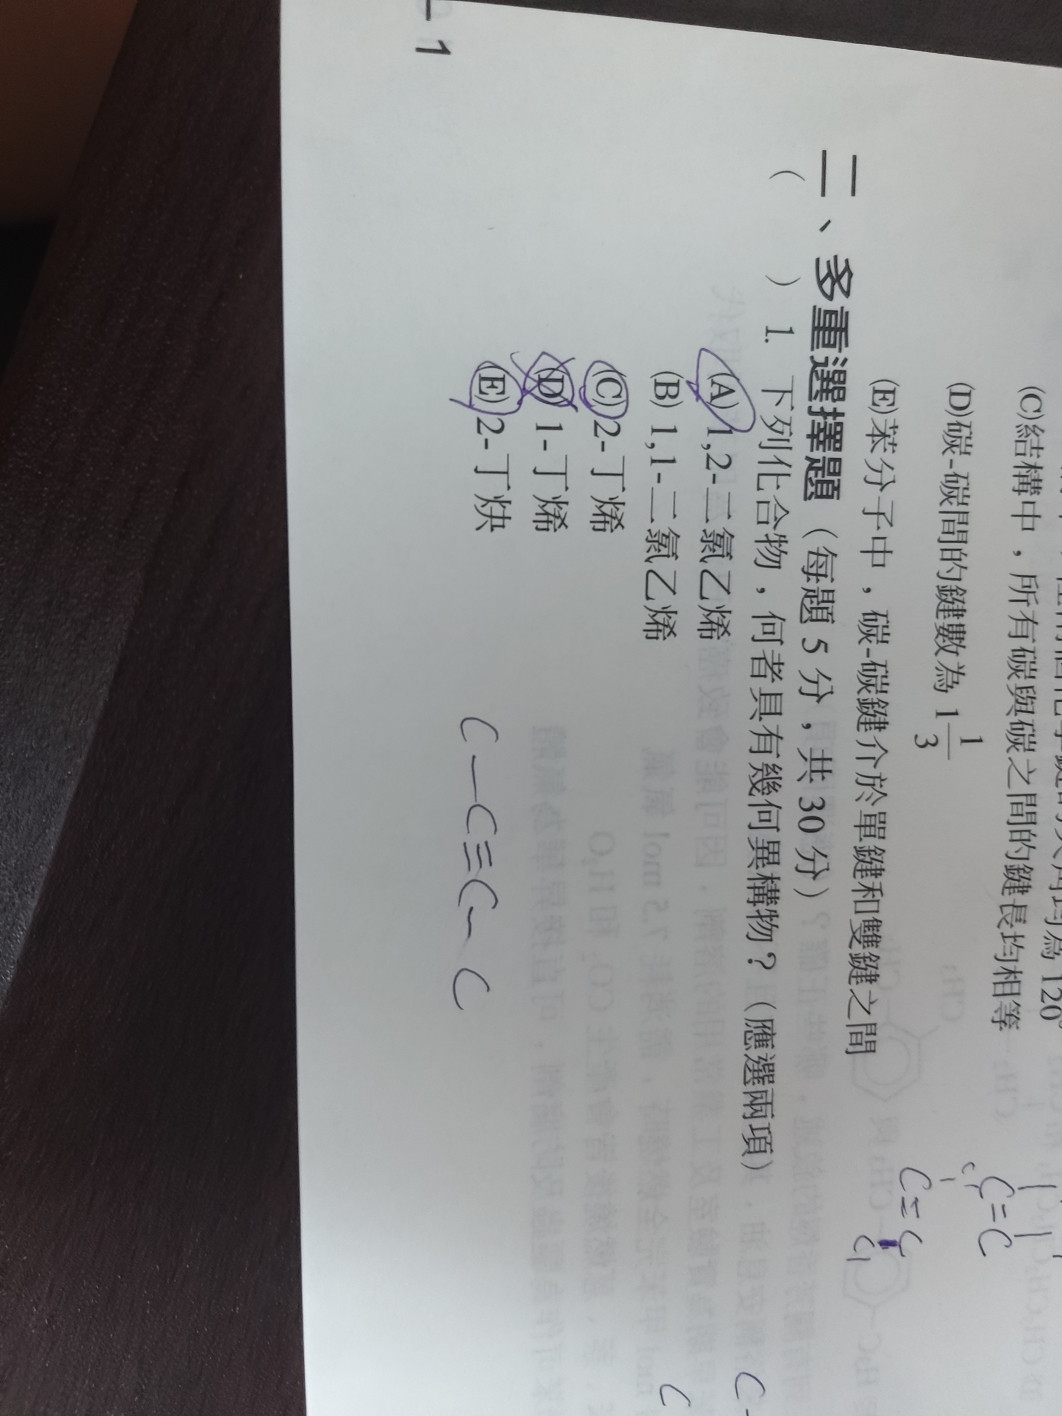 (C)結構中，所有碳與碳之間的鍵長均相等
(D)碳-碳間的鍵數為 1 1/3
(E)苯分子中，碳-碳鍵介於單鍵和雙鍵之間
二、多重選擇題（每題 5 分，共 30 分）
(　　) 1. 下列化合物，何者具有幾何異構物？（應選兩項）
(A) 1,2-二氯乙烯
(B) 1,1-二氯乙烯
(C) 2-丁烯
(D) 1-丁烯
(E) 2-丁炔
C－C≡C－C
C=C
C=C
1